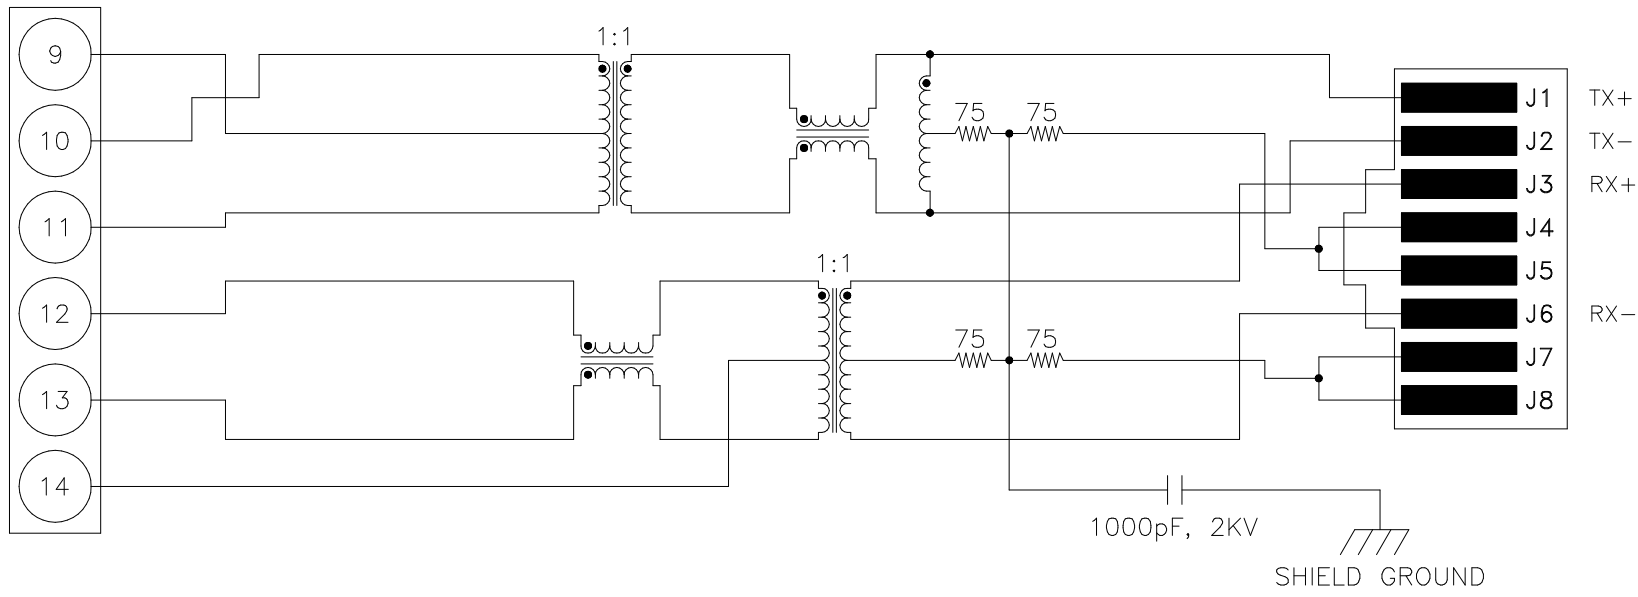 1:1
9
75 75
J1 TX+
10
J2 TX-
J3 RX+
11
J4
1:1
J5
12
J6 RX-
75 75
J7
13
J8
14
1000pF, 2KV
SHIELD GROUND